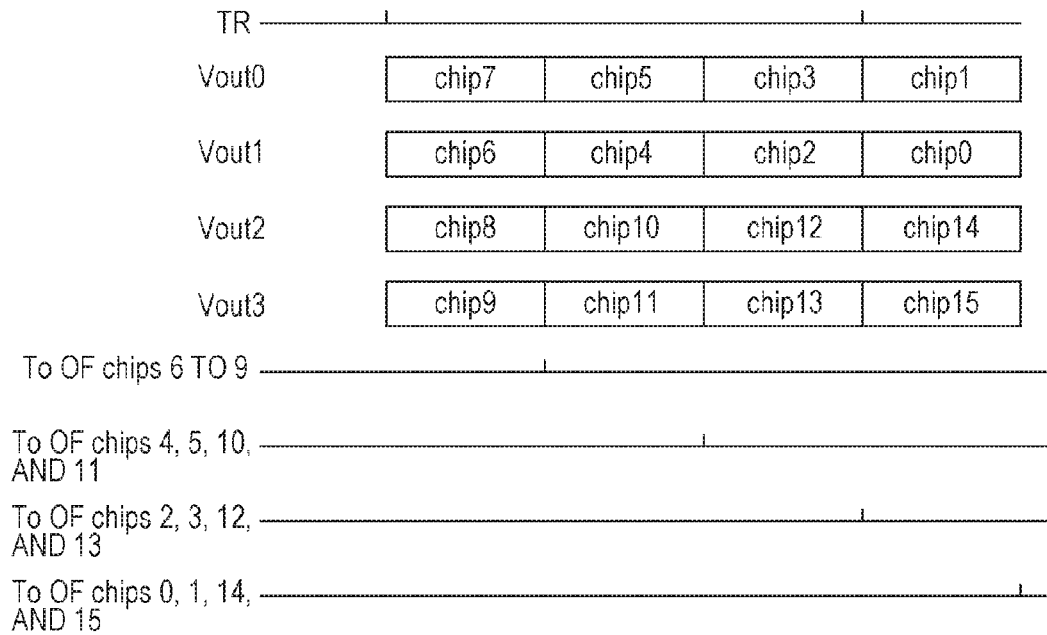 TR
Vout0 chip7 chip5 chip3 chip1
Vout1 chip6 chip4 chip2 chip0
Vout2 chip8 chip10 chip12 chip14
Vout3 chip9 chip11 chip13 chip15
To OF chips 6 TO 9
To OF chips 4, 5, 10,
AND 11
To OF chips 2, 3, 12,
AND 13
To OF chips 0, 1, 14,
AND 15